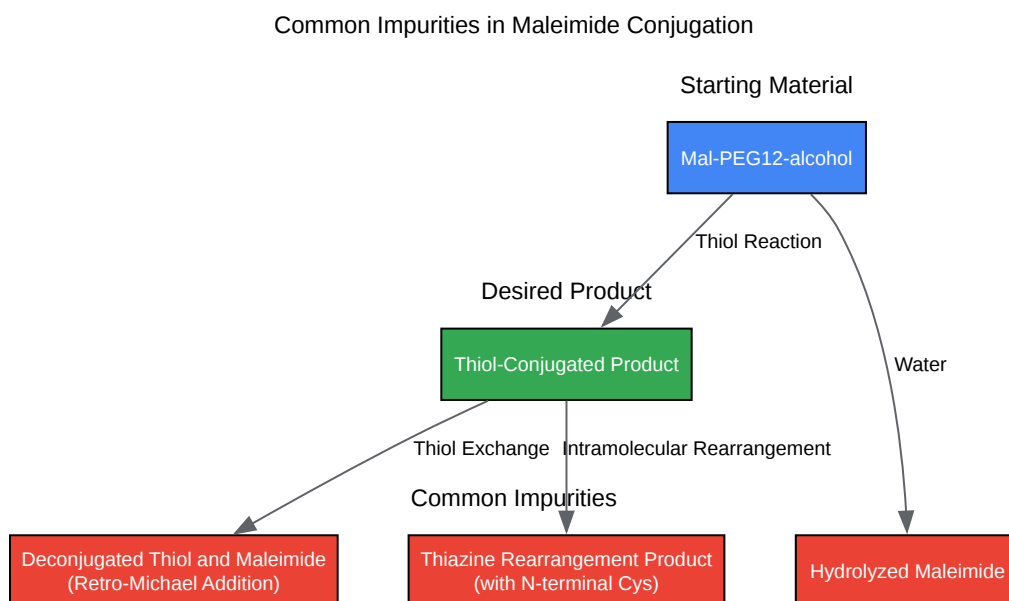 Common Impurities in Maleimide Conjugation
Starting Material
Mal-PEG12-alcohol
Thiol Reaction
Desired Product
Thiol-Conjugated Product
Water
Thiol Exchange
Intramolecular Rearrangement
Common Impurities
Deconjugated Thiol and Maleimide
(Retro-Michael Addition)
Thiazine Rearrangement Product
(with N-terminal Cys)
Hydrolyzed Maleimide